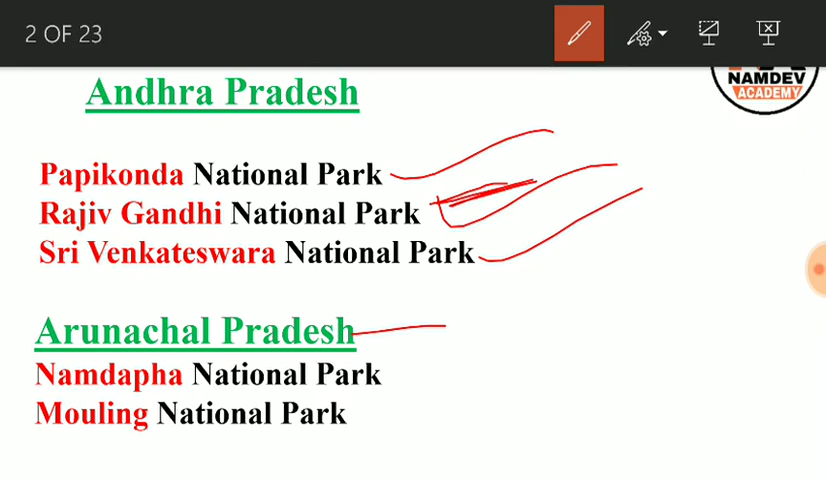 2 OF 23
NAMDEV
ACADEMY
Andhra Pradesh
Papikonda National Park
Rajiv Gandhi National Park
Sri Venkateswara National Park
Arunachal Pradesh
Namdapha National Park
Mouling National Park